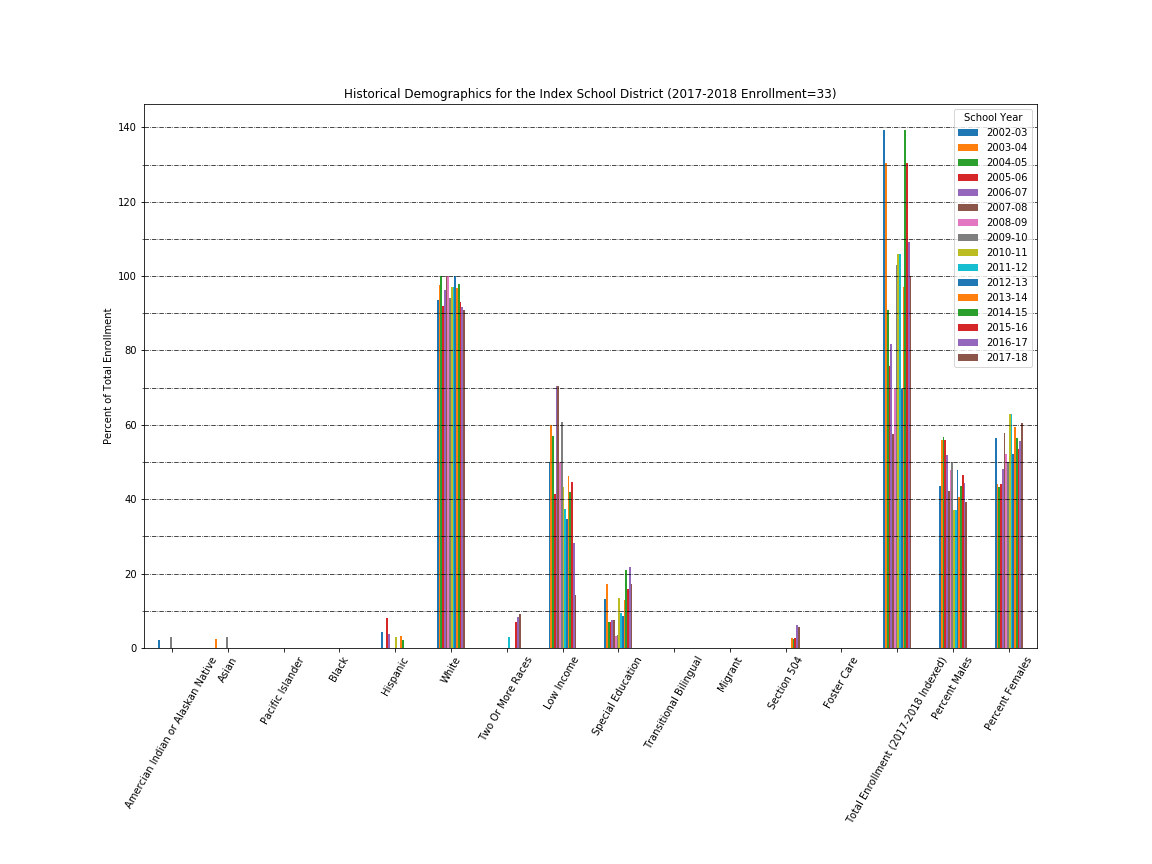 Historical Demographics for the Index School District (2017-2018 Enrollment=33)
Percent of Total Enrollment
140
120
100
80
60
40
20
0
School Year
2002-03
2003-04
2004-05
2005-06
2006-07
2007-08
2008-09
2009-10
2010-11
2011-12
2012-13
2013-14
2014-15
2015-16
2016-17
2017-18
Amercian Indian or Alaskan Native
Asian
Pacific Islander
Black
Hispanic
White
Two Or More Races
Low Income
Special Education
Transitional Bilingual
Migrant
Section 504
Foster Care
Total Enrollment (2017-2018 Indexed)
Percent Males
Percent Females